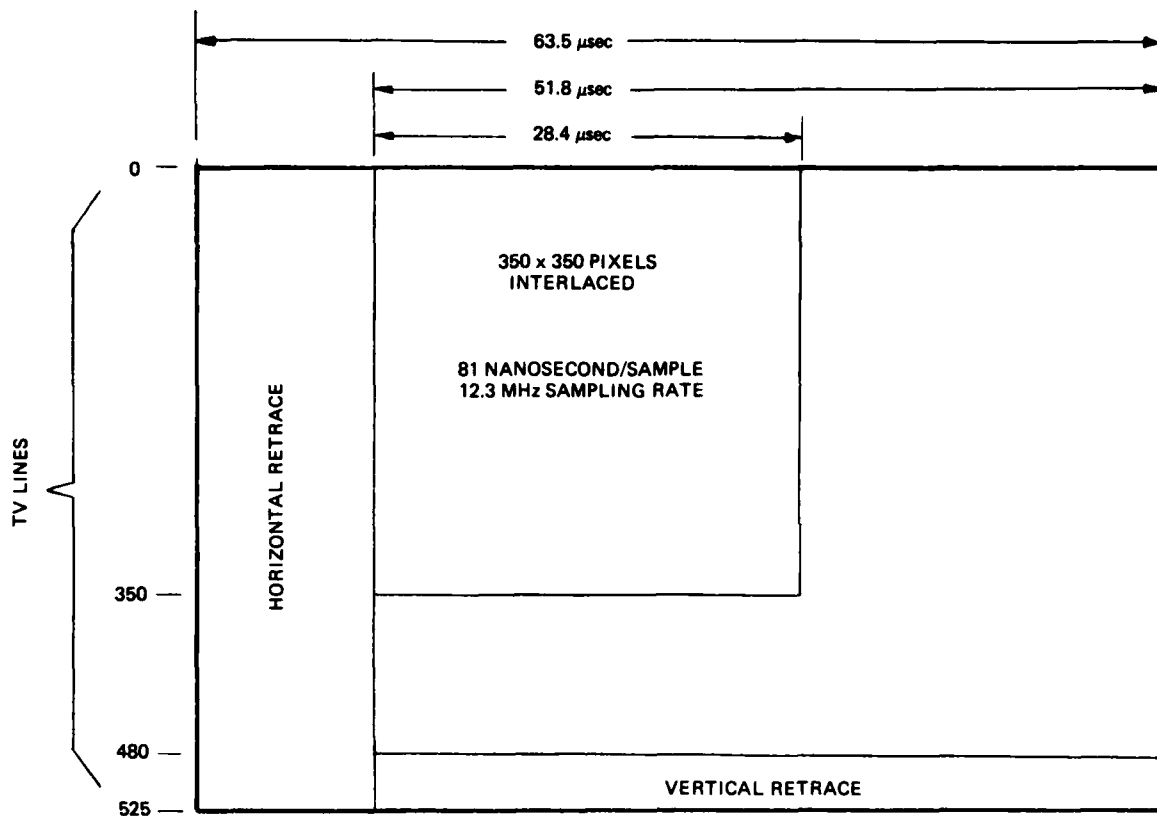 63.5 μsec
51.8 μsec
28.4 μsec
0
350 x 350 PIXELS
INTERLACED
81 NANOSECOND/SAMPLE
12.3 MHz SAMPLING RATE
TV LINES
HORIZONTAL RETRACE
350
480
VERTICAL RETRACE
525